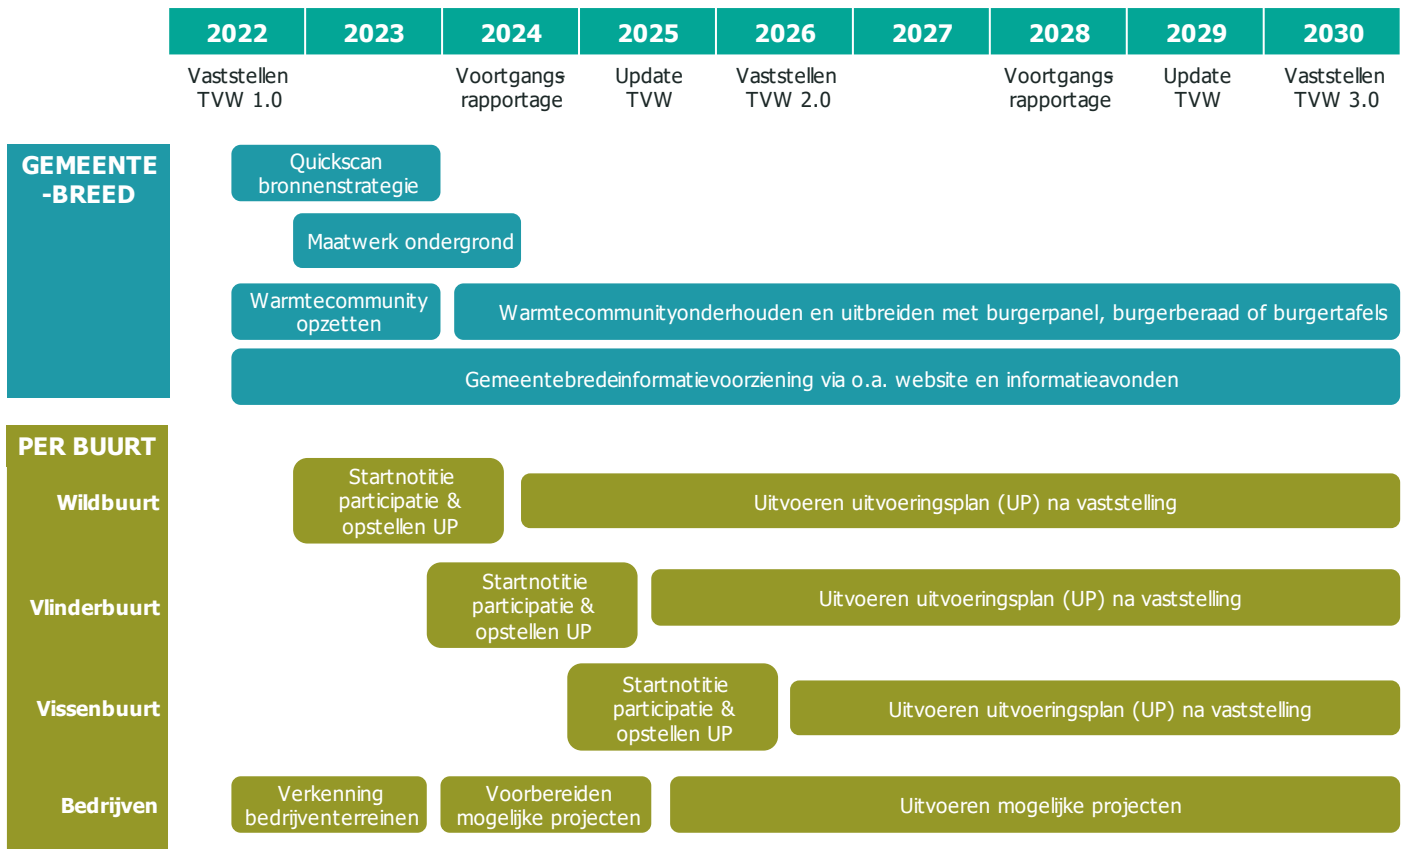 2022 2023 2024 2025 2026 2027 2028 2029 2030
Vaststellen
TVW 1.0
Voortgangs-
rapportage
Update
TVW
Vaststellen
TVW 2.0
Voortgangs-
rapportage
Update
TVW
Vaststellen
TVW 3.0
GEMEENTE
-BREED
Quickscan
bronnenstrategie
Maatwerk ondergrond
Warmtecommunity
opzetten
Warmtecommunityonderhouden en uitbreiden met burgerpanel, burgerberaad of burgertafels
Gemeentebredeinformatievoorziening via o.a. website en informatieavonden
PER BUURT
Wildbuurt
Startnotitie
participatie &
opstellen UP
Uitvoeren uitvoeringsplan (UP) na vaststelling
Vlinderbuurt
Startnotitie
participatie &
opstellen UP
Uitvoeren uitvoeringsplan (UP) na vaststelling
Vissenbuurt
Startnotitie
participatie &
opstellen UP
Uitvoeren uitvoeringsplan (UP) na vaststelling
Bedrijven
Verkenning
bedrijventerreinen
Voorbereiden
mogelijke projecten
Uitvoeren mogelijke projecten